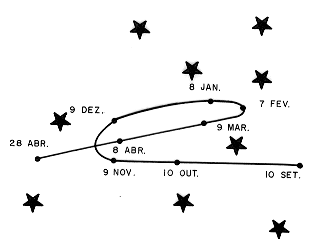 8 JAN.
9 DEZ.
7 FEV.
9 MAR.
28 ABR.
8 ABR.
9 NOV.
10 OUT.
10 SET.